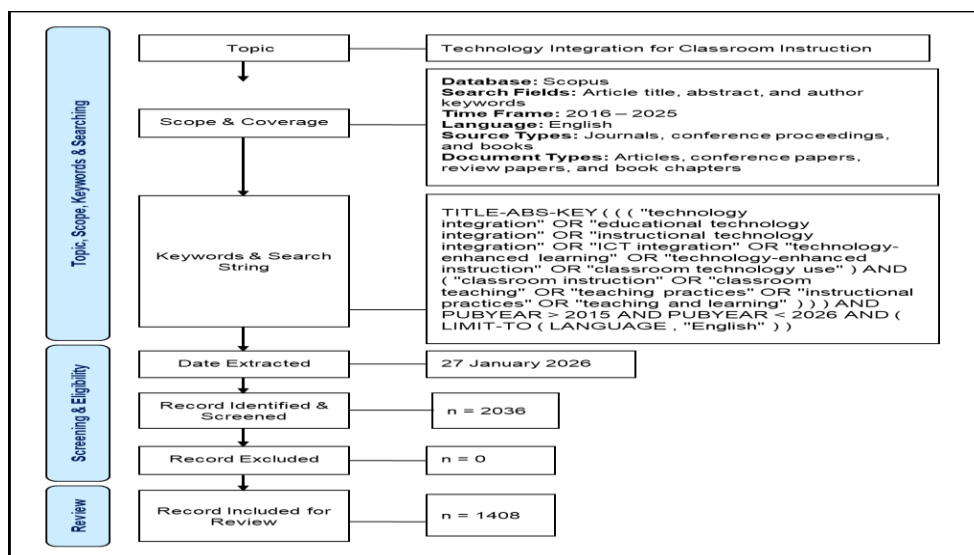 Topic, Scope, Keywords & Searching
Topic
Technology Integration for Classroom Instruction
Scope & Coverage
Database: Scopus
Search Fields: Article title, abstract, and author
keywords
Time Frame: 2016 – 2025
Language: English
Source Types: Journals, conference proceedings,
and books
Document Types: Articles, conference papers,
review papers, and book chapters
Keywords & Search
String
TITLE-ABS-KEY ( ( ( "technology
integration" OR "educational technology
integration" OR "instructional technology
integration" OR "ICT integration" OR "technology-
enhanced learning" OR "technology-enhanced
instruction" OR "classroom technology use" ) AND
( "classroom instruction" OR "classroom
teaching" OR "teaching practices" OR "instructional
practices" OR "teaching and learning" ) ) ) AND
PUBYEAR > 2015 AND PUBYEAR < 2026 AND (
LIMIT-TO ( LANGUAGE , "English" ) )
Screening & Eligibility
Date Extracted
27 January 2026
Record Identified &
Screened
n = 2036
Record Excluded
n = 0
Review
Record Included for
Review
n = 1408